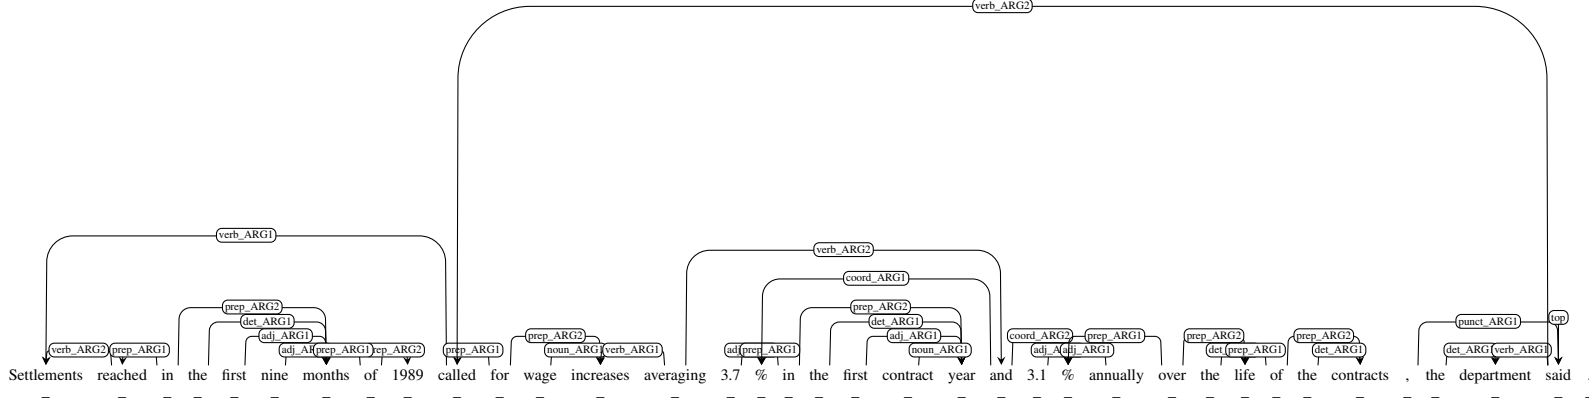 verb_ARG2
verb_ARG1
verb_ARG2
coord_ARG1
prep_ARG2 prep_ARG2
det_ARG1 det_ARG1 punct_ARG1 top
adj_ARG1 prep_ARG2 adj_ARG1 coord_ARG2 prep_ARG1 prep_ARG2 prep_ARG2
verb_ARG2 prep_ARG1 prep_ARG1 prep_ARG1 noun_ARG1 verb_ARG1 prep_ARG1 noun_ARG1 adj_ARG1 prep_ARG1 det_ARG1 verb_ARG1
Settlements reached in the first nine months of 1989 called for wage increases averaging 3.7 % in the first contract year and 3.1 % annually over the life of the contracts , the department said
_ _ _ _ _ _ _ _ _ _ _ _ _ _ _ _ _ _ _ _ _ _ _ _ _ _ _ _ _ _ _ _ _ _ _ _